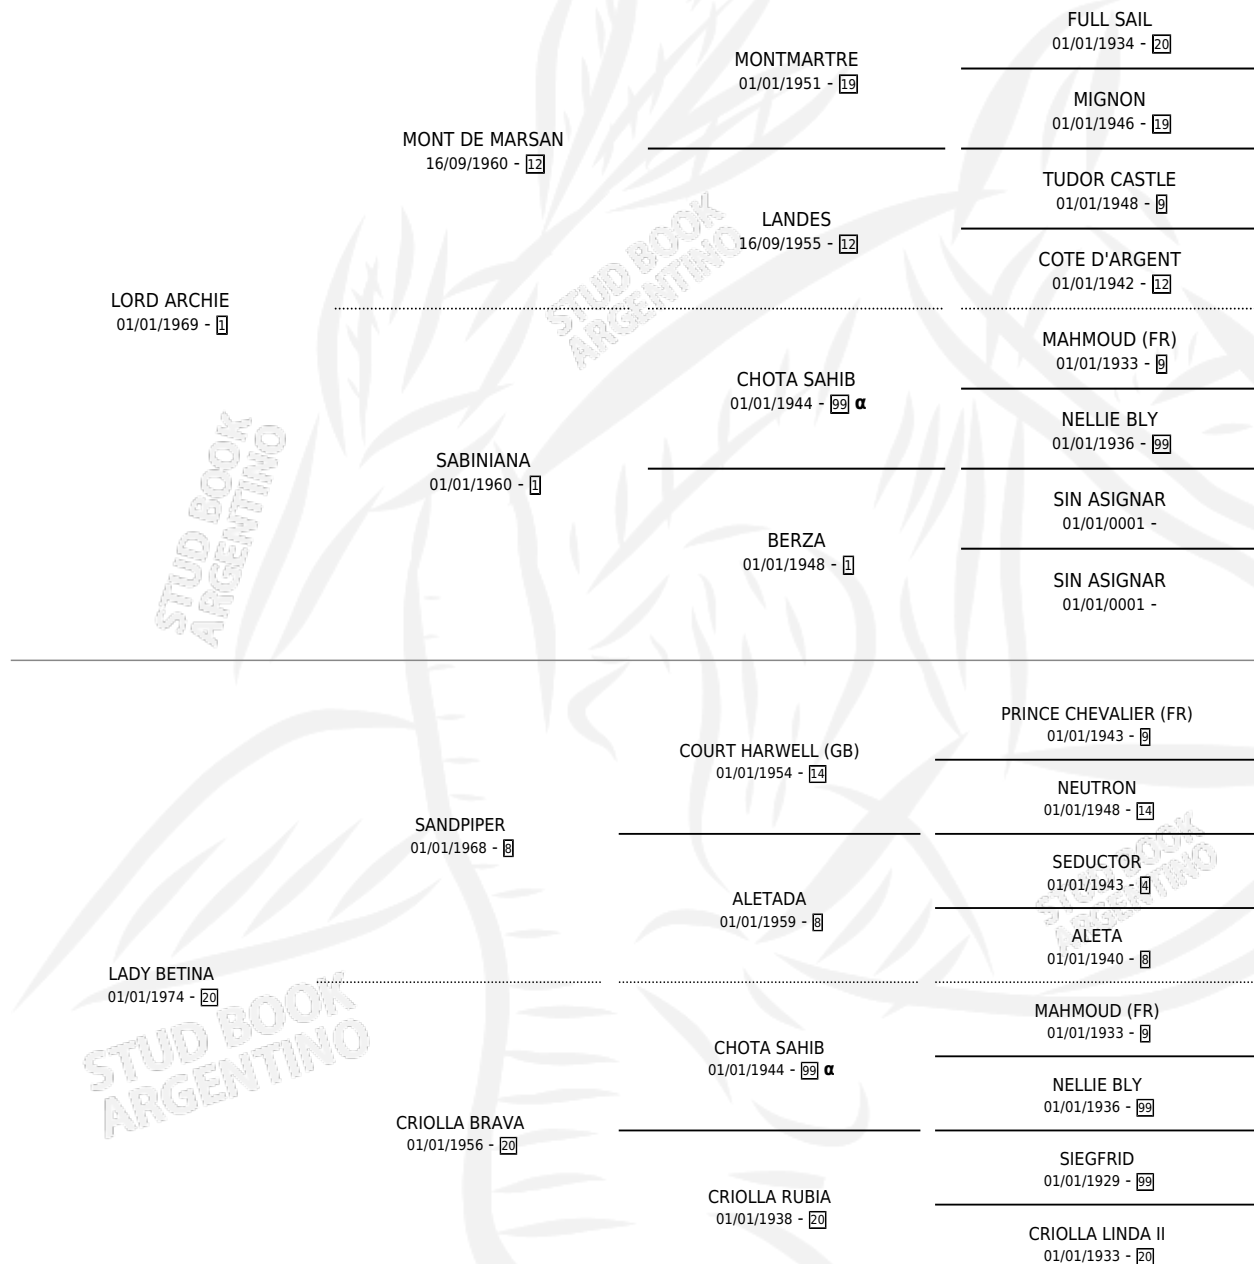 FULL SAIL
01/01/1934 - 20
MONTMARTRE
01/01/1951 - 19
MIGNON
01/01/1946 - 19
MONT DE MARSAN
16/09/1960 - 12
TUDOR CASTLE
01/01/1948 - 9
LANDES
16/09/1955 - 12
COTE D'ARGENT
01/01/1942 - 12
LORD ARCHIE
01/01/1969 - 1
MAHMOUD (FR)
01/01/1933 - 9
CHOTA SAHIB
01/01/1944 - 99 α
NELLIE BLY
01/01/1936 - 99
SABINIANA
01/01/1960 - 1
SIN ASIGNAR
01/01/0001 -
BERZA
01/01/1948 - 1
SIN ASIGNAR
01/01/0001 -
PRINCE CHEVALIER (FR)
01/01/1943 - 9
COURT HARWELL (GB)
01/01/1954 - 14
NEUTRON
01/01/1948 - 14
SANDPIPER
01/01/1968 - 8
SEDUCTOR
01/01/1943 - 4
ALETADA
01/01/1959 - 8
ALETA
01/01/1940 - 8
LADY BETINA
01/01/1974 - 20
MAHMOUD (FR)
01/01/1933 - 9
CHOTA SAHIB
01/01/1944 - 99 α
NELLIE BLY
01/01/1936 - 99
CRIOLLA BRAVA
01/01/1956 - 20
SIEGFRID
01/01/1929 - 99
CRIOLLA RUBIA
01/01/1938 - 20
CRIOLLA LINDA II
01/01/1933 - 20
STUD BOOK
ARGENTINO
STUD BOOK
ARGENTINO
STUD BOOK
ARGENTINO
STUD BOOK
ARGENTINO